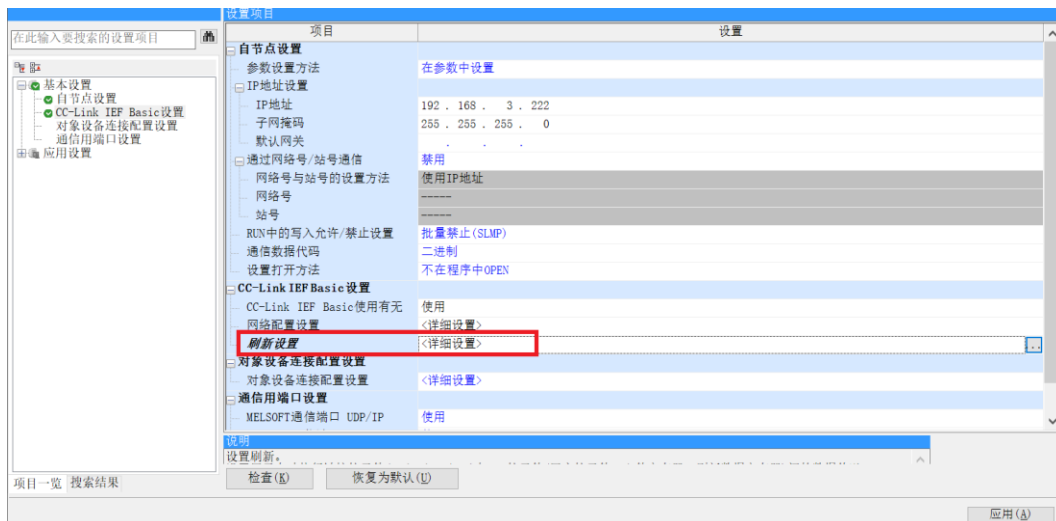 在此输入要搜索的设置项目
基本设置
自节点设置
CC-Link IEF Basic设置
对象设备连接配置设置
通信用端口设置
应用设置
项目一览 搜索结果
设置项目
项目 设置
自节点设置
参数设置方法 在参数中设置
IP地址设置
IP地址 192 . 168 . 3 . 222
子网掩码 255 . 255 . 255 . 0
默认网关 . . .
通过网络号/站号通信 禁用
网络号与站号的设置方法 使用IP地址
网络号 -----
站号 -----
RUN中的写入允许/禁止设置 批量禁止(SLMP)
通信数据代码 二进制
设置打开方法 不在程序中OPEN
CC-Link IEF Basic设置
CC-Link IEF Basic使用有无 使用
网络配置设置 <详细设置>
刷新设置 <详细设置>
对象设备连接配置设置
对象设备连接配置设置 <详细设置>
通信用端口设置
MELSOFT通信端口 UDP/IP 使用
说明
设置刷新。
检查(K) 恢复为默认(U)
应用(A)